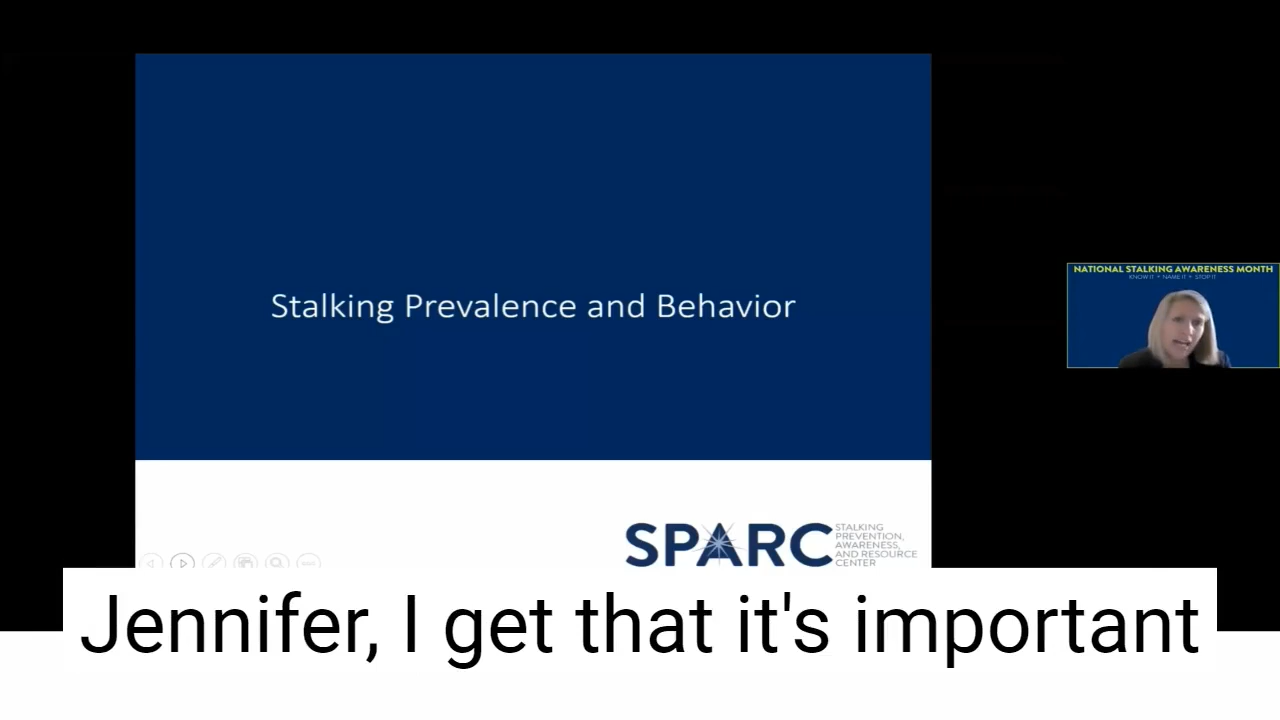 Stalking Prevalence and Behavior
NATIONAL STALKING AWARENESS MONTH
KNOW IT • NAME IT • STOP IT
SPARC
STALKING
PREVENTION,
AWARENESS,
AND RESOURCE
CENTER
Jennifer, I get that it's important